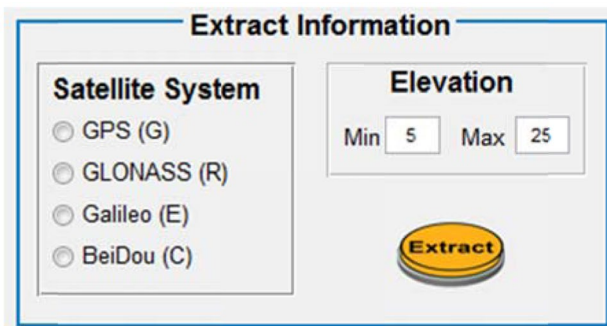 Extract Information
Satellite System
GPS (G)
GLONASS (R)
Galileo (E)
BeiDou (C)
Elevation
Min 5 Max 25
Extract